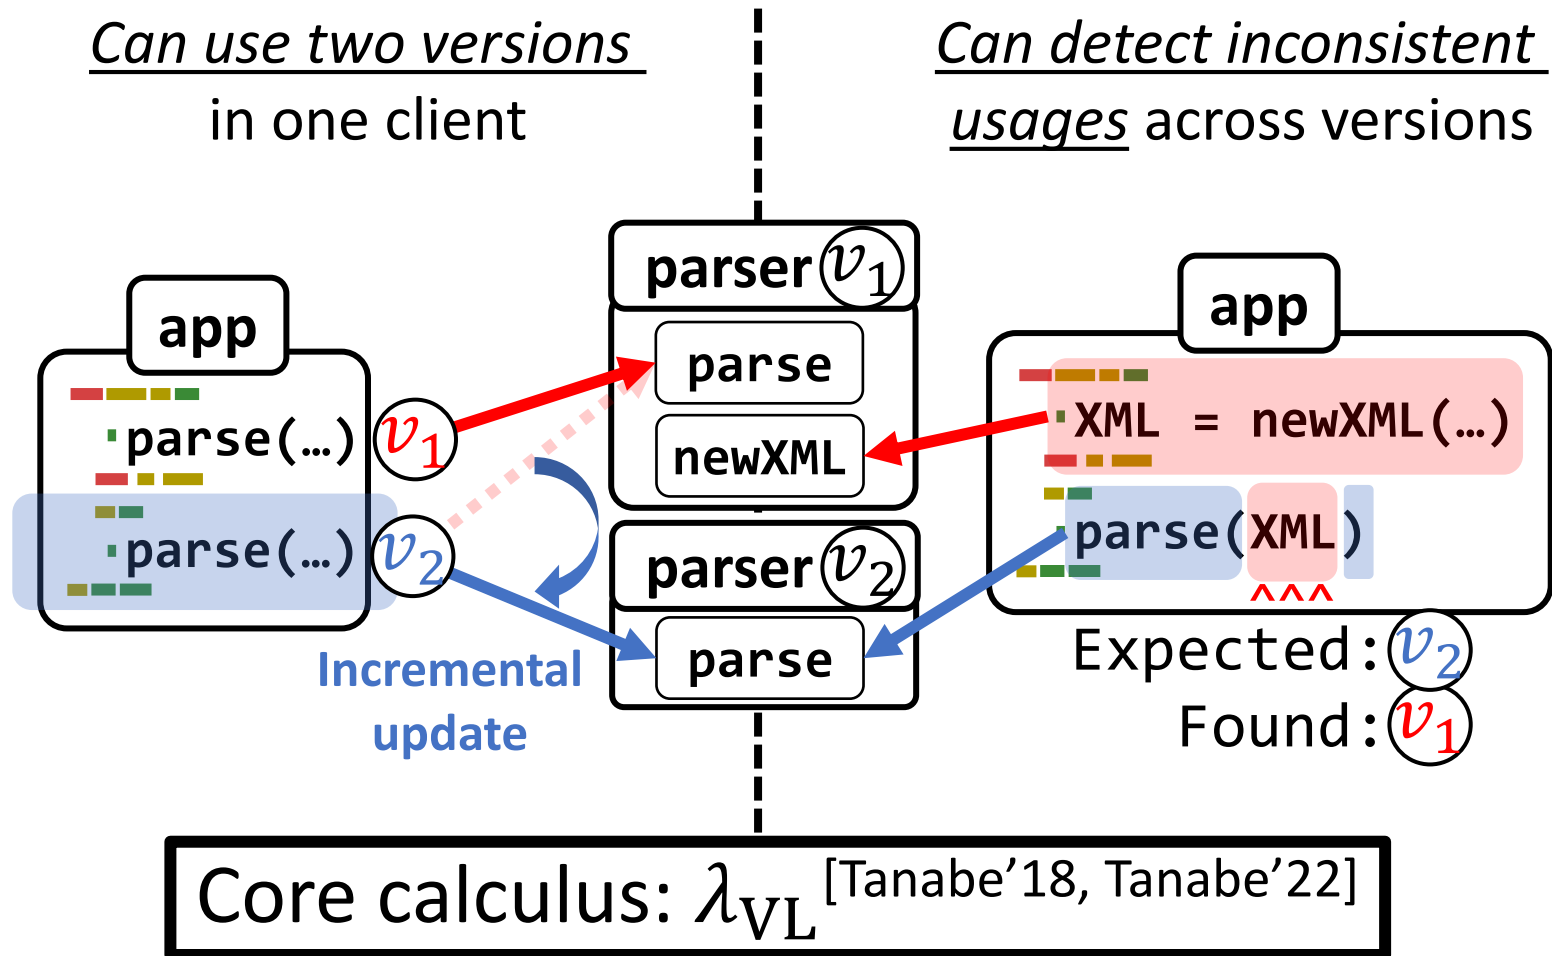 Can use two versions
in one client
Can detect inconsistent
usages across versions
app
parse(…) v1
parse(…) v2
Incremental
update
parser v1
parse
newXML
parser v2
parse
app
XML = newXML(…)
parse(XML)
^^^
Expected: v2
Found: v1
Core calculus: λVL [Tanabe’18, Tanabe’22]